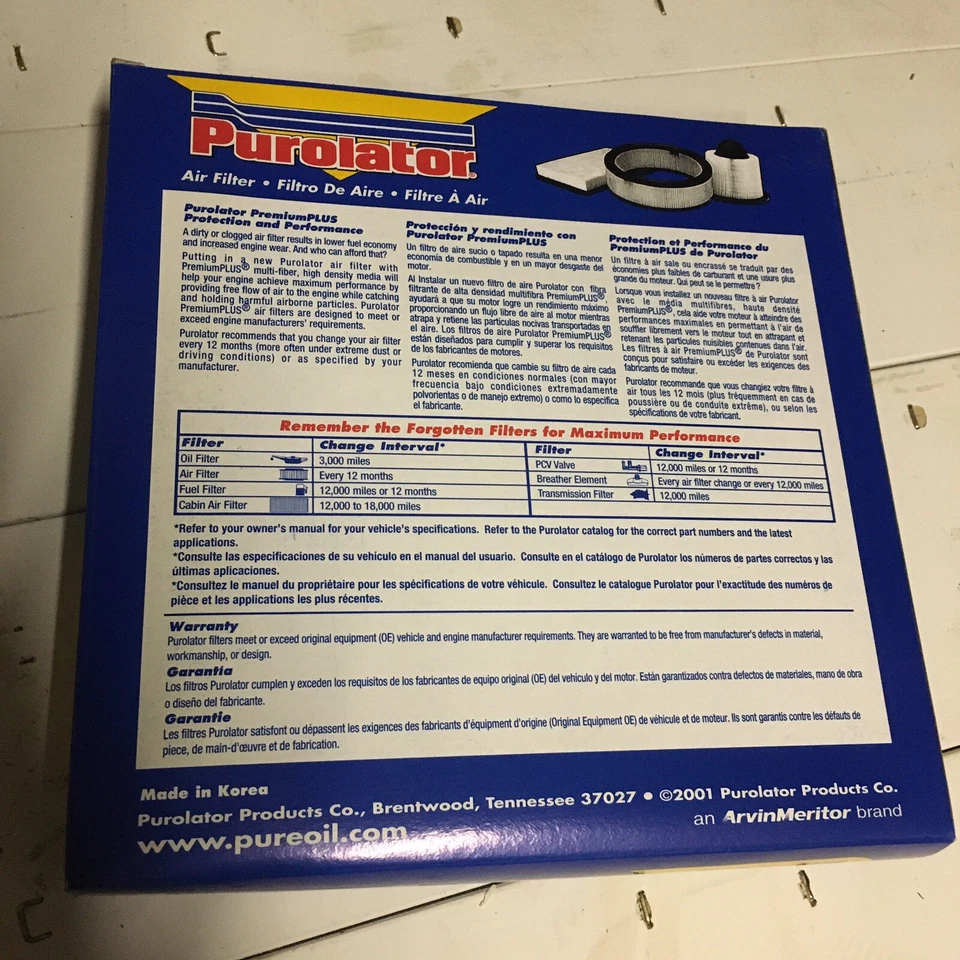 Purolator®
Air Filter • Filtro De Aire • Filtre À Air
Purolator PremiumPLUS
Protection and Performance
A dirty or clogged air filter results in lower fuel economy
and increased engine wear. And who can afford that?
Putting in a new Purolator air filter with
PremiumPLUS® multi-fiber, high density media will
help your engine achieve maximum performance by
providing free flow of air to the engine while catching
and holding harmful airborne particles. Purolator
PremiumPLUS® air filters are designed to meet or
exceed engine manufacturers' requirements.
Purolator recommends that you change your air filter
every 12 months (more often under extreme dust or
driving conditions) or as specified by your
manufacturer.
Protección y rendimiento con
Purolator PremiumPLUS
Un filtro de aire sucio o tapado resulta en una menor
economía de combustible y en un mayor desgaste del
motor.
Al Instalar un nuevo filtro de aire Purolator con fibra
filtrante de alta densidad multifibra PremiumPLUS®,
ayudará a que su motor logre un rendimiento máximo
proporcionando un flujo libre de aire al motor mientras
atrapa y retiene las partículas nocivas transportadas en
el aire. Los filtros de aire Purolator PremiumPLUS®
están diseñados para cumplir y superar los requisitos
de los fabricantes de motores.
Purolator recomienda que cambie su filtro de aire cada
12 meses en condiciones normales (con mayor
frecuencia bajo condiciones extremadamente
polvorientas o de manejo extremo) o como lo especifica
el fabricante.
Protection et Performance du
PremiumPLUS de Purolator
Un filtre à air sale ou encrassé se traduit par des
économies plus faibles de carburant et une usure plus
grande du moteur. Qui peut se le permettre ?
Lorsque vous installez un nouveau filtre à air Purolator
avec le média multifibres, haute densité
PremiumPLUS®, cela aide votre moteur à atteindre des
performances maximales en permettant à l'air de
souffler librement vers le moteur tout en attrapant et
retenant les particules nuisibles contenues dans l'air.
Les filtres à air PremiumPLUS® de Purolator sont
conçus pour satisfaire ou excéder les exigences des
fabricants de moteur.
Purolator recommande que vous changiez votre filtre à
air tous les 12 mois (plus fréquemment en cas de
poussière ou de conduite extrême), ou selon les
spécifications de votre fabricant.
Remember the Forgotten Filters for Maximum Performance
Filter Change Interval* Filter Change Interval*
Oil Filter 3,000 miles PCV Valve 12,000 miles or 12 months
Air Filter Every 12 months Breather Element Every air filter change or every 12,000 miles
Fuel Filter 12,000 miles or 12 months Transmission Filter 12,000 miles
Cabin Air Filter 12,000 to 18,000 miles
*Refer to your owner's manual for your vehicle's specifications. Refer to the Purolator catalog for the correct part numbers and the latest
applications.
*Consulte las especificaciones de su vehículo en el manual del usuario. Consulte en el catálogo de Purolator los números de partes correctos y las
últimas aplicaciones.
*Consultez le manuel du propriétaire pour les spécifications de votre véhicule. Consultez le catalogue Purolator pour l'exactitude des numéros de
pièce et les applications les plus récentes.
Warranty
Purolator filters meet or exceed original equipment (OE) vehicle and engine manufacturer requirements. They are warranted to be free from manufacturer's defects in material,
workmanship, or design.
Garantía
Los filtros Purolator cumplen y exceden los requisitos de los fabricantes de equipo original (OE) del vehículo y del motor. Están garantizados contra defectos de materiales, mano de obra
o diseño del fabricante.
Garantie
Les filtres Purolator satisfont ou dépassent les exigences des fabricants d'équipement d'origine (Original Equipment OE) de véhicule et de moteur. Ils sont garantis contre les défauts de
piece, de main-d'œuvre et de fabrication.
Made in Korea
Purolator Products Co., Brentwood, Tennessee 37027 • ©2001 Purolator Products Co.
an ArvinMeritor brand
www.pureoil.com